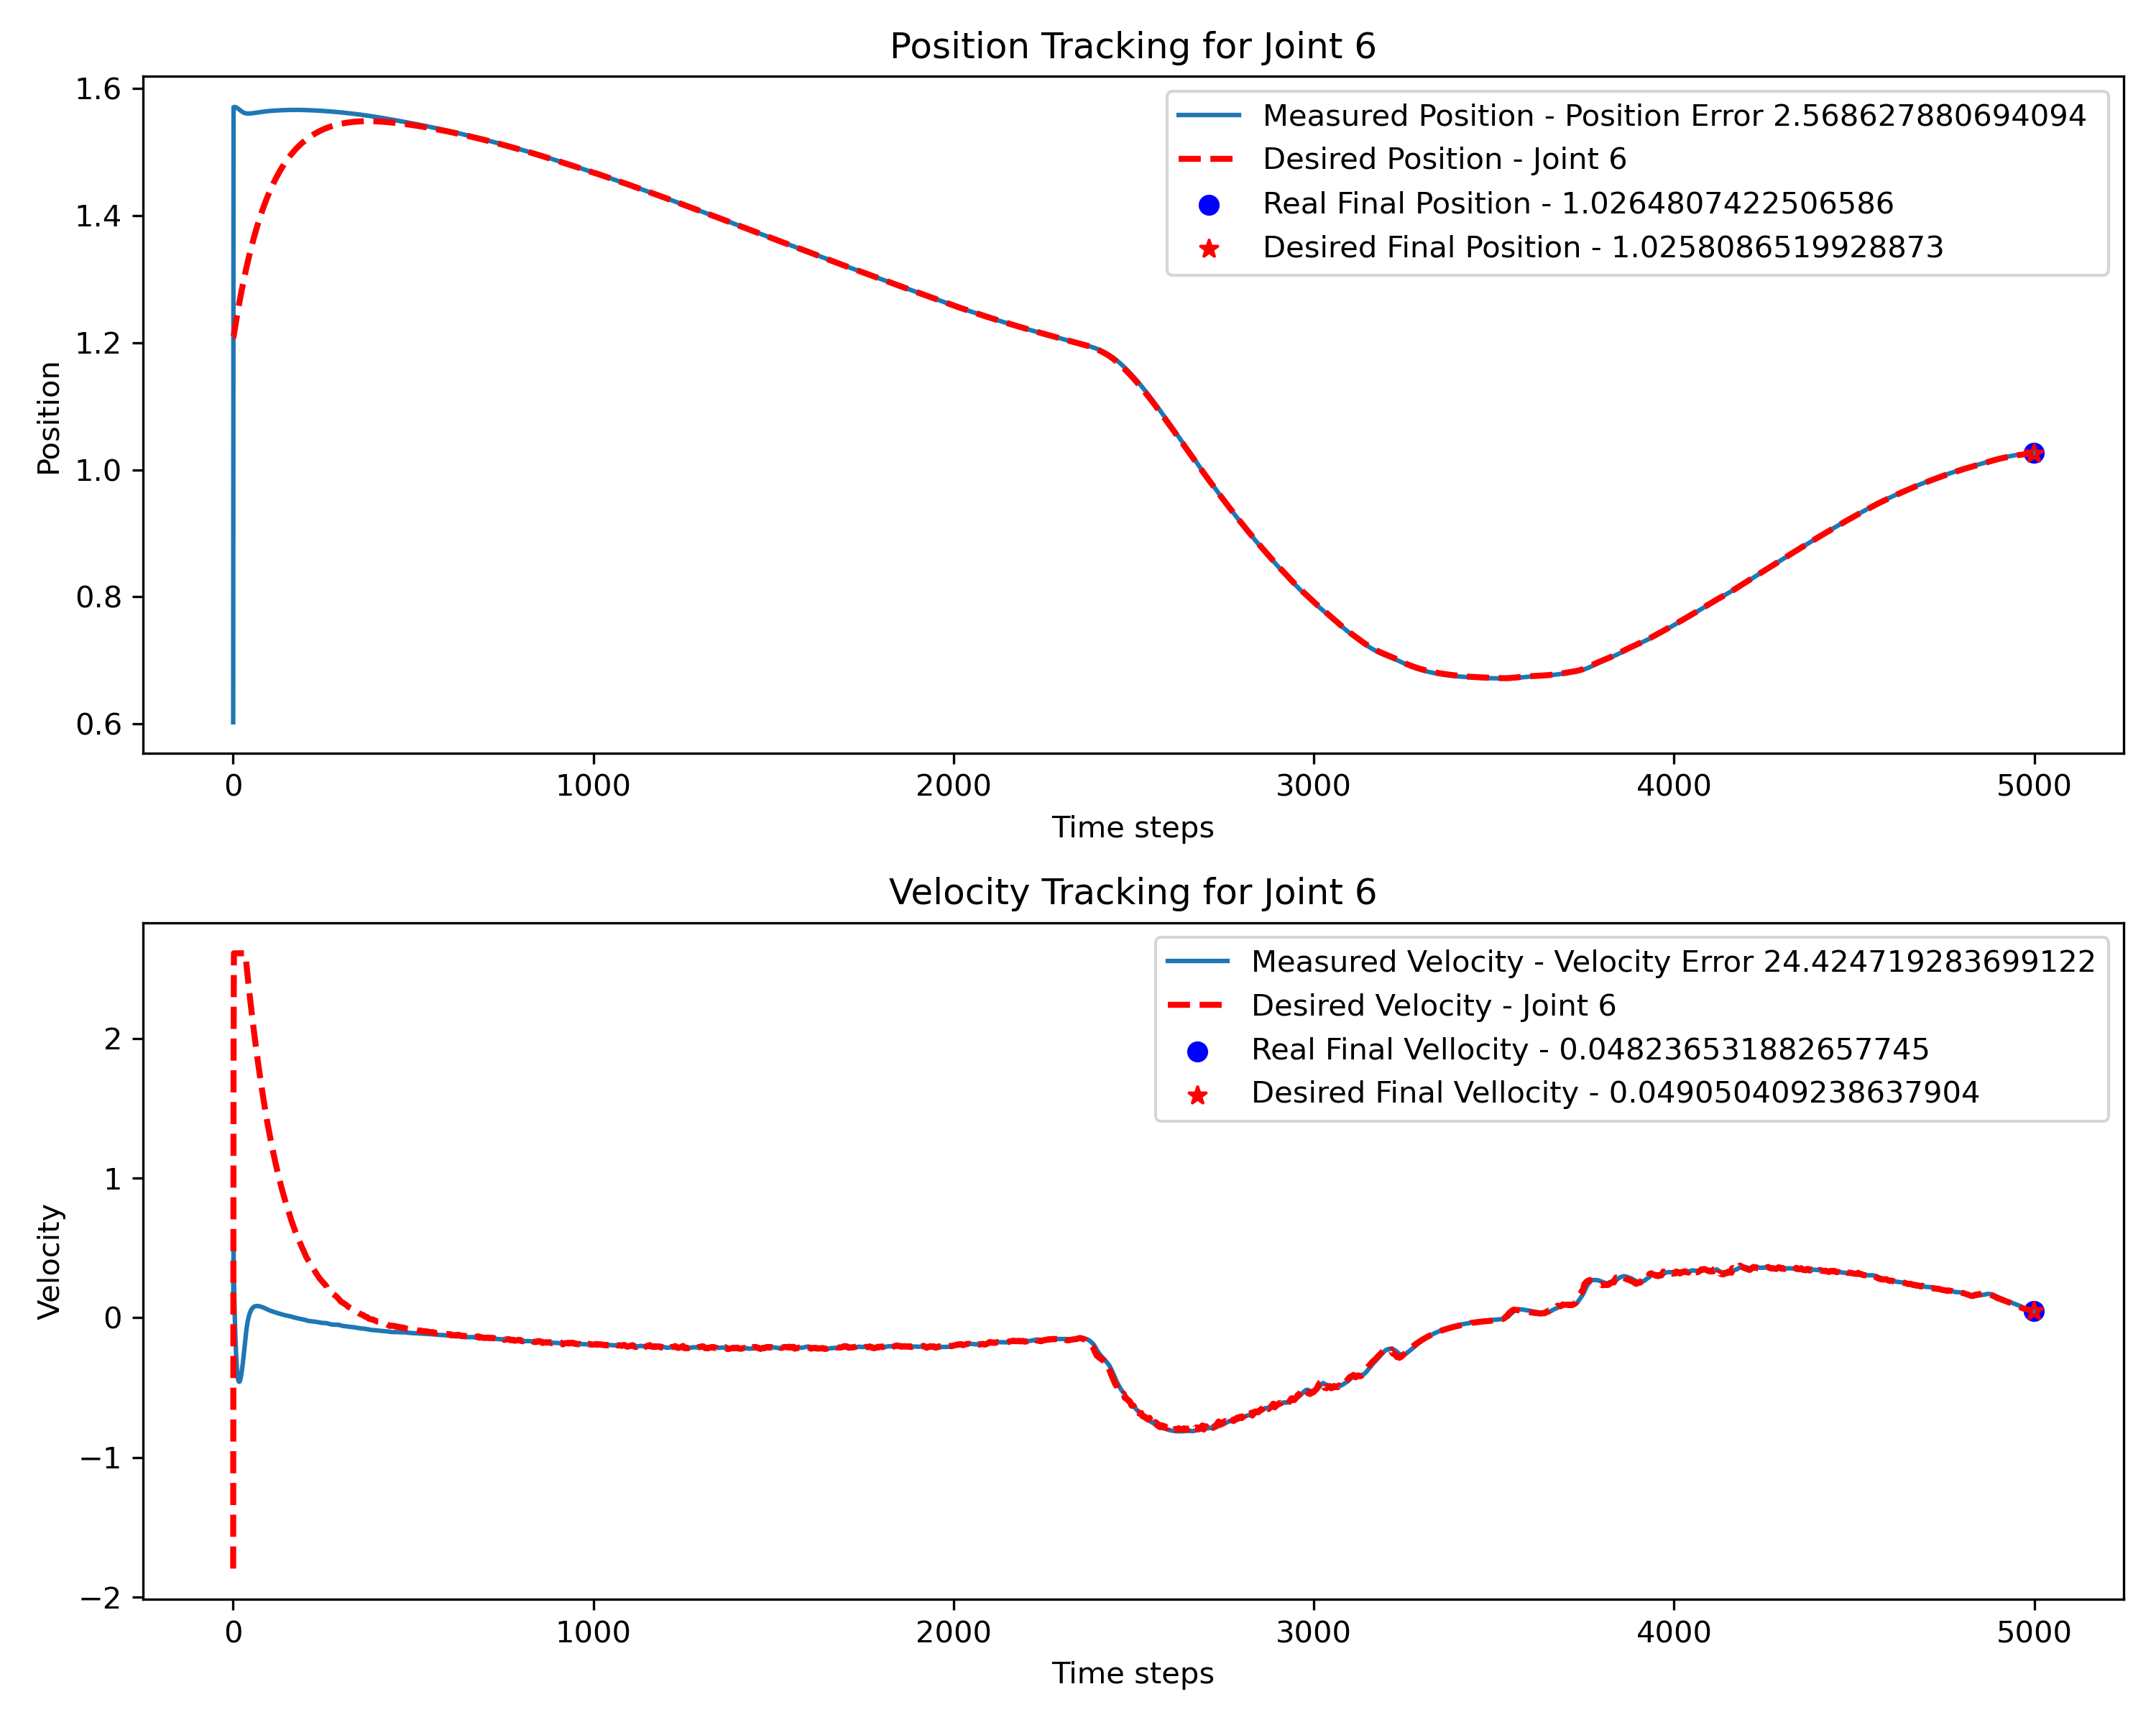 Position Tracking for Joint 6
Measured Position - Position Error 2.568627880694094
Desired Position - Joint 6
Real Final Position - 1.0264807422506586
Desired Final Position - 1.0258086519928873
Position
1.6
1.4
1.2
1.0
0.8
0.6
0 1000 2000 3000 4000 5000
Time steps
Velocity Tracking for Joint 6
Measured Velocity - Velocity Error 24.424719283699122
Desired Velocity - Joint 6
Real Final Vellocity - 0.048236531882657745
Desired Final Vellocity - 0.049050409238637904
Velocity
2
1
0
−1
−2
0 1000 2000 3000 4000 5000
Time steps